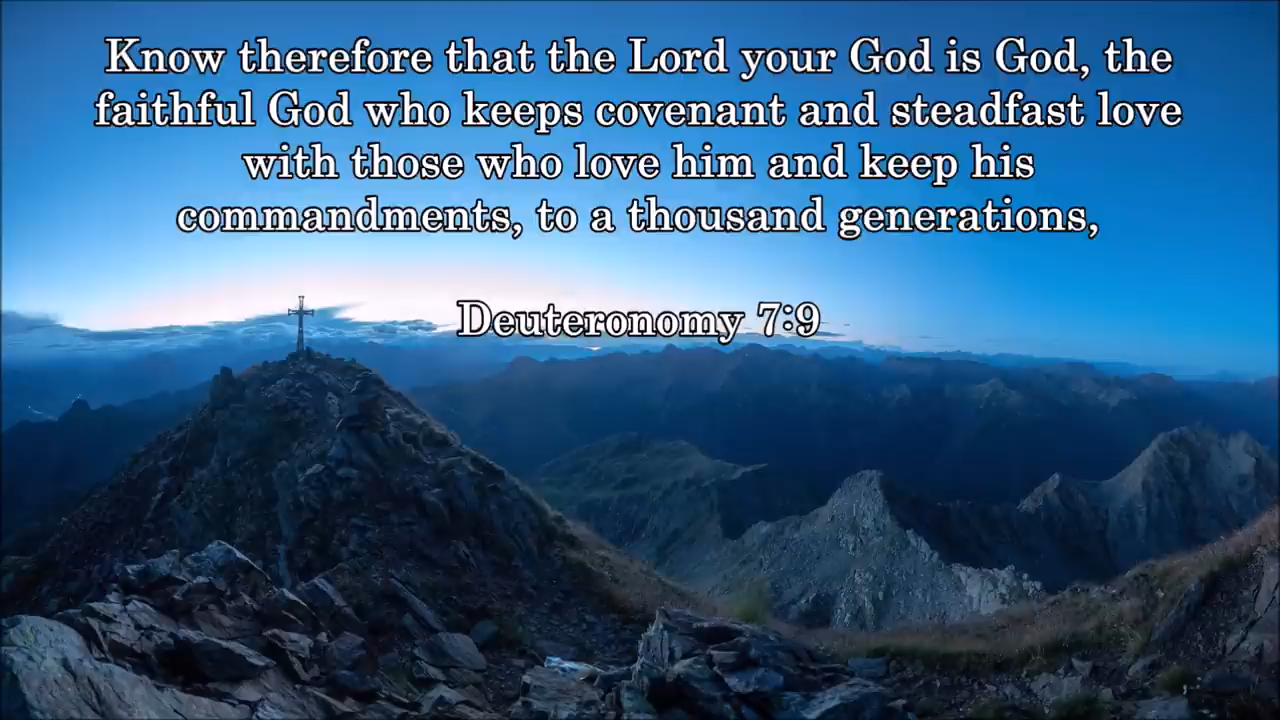 Know therefore that the Lord your God is God, the
faithful God who keeps covenant and steadfast love
with those who love him and keep his
commandments, to a thousand generations,
Deuteronomy 7:9